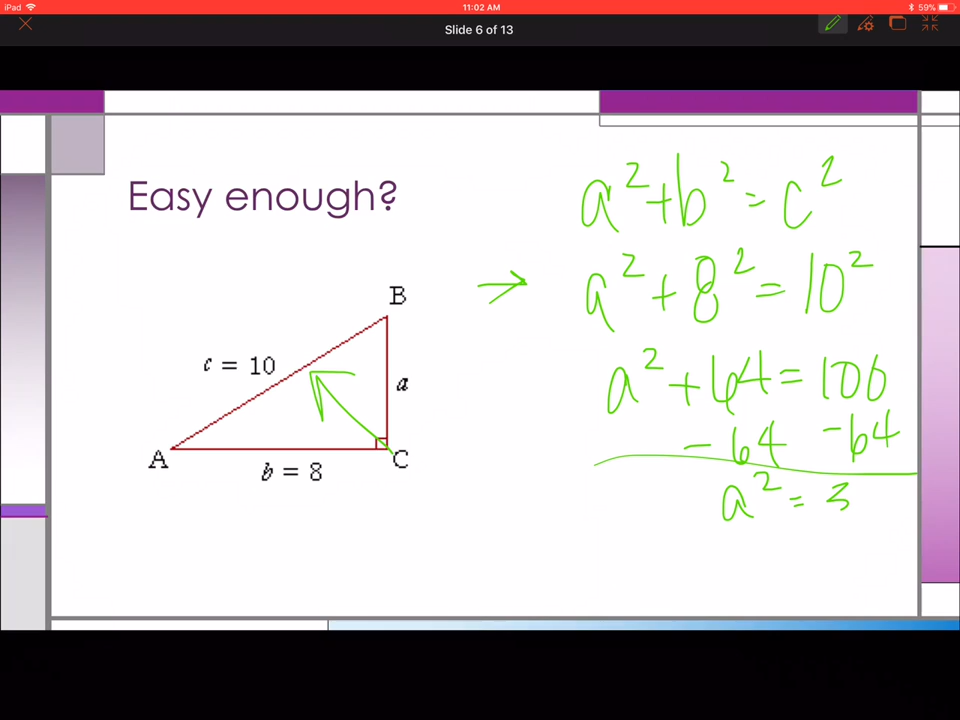 iPad
11:02 AM
59%
Slide 6 of 13
Easy enough?
a²+b²=c²
→ a²+8²=10²
a²+64=100
-64 -64
a²=3
B
c = 10
a
A
C
b = 8